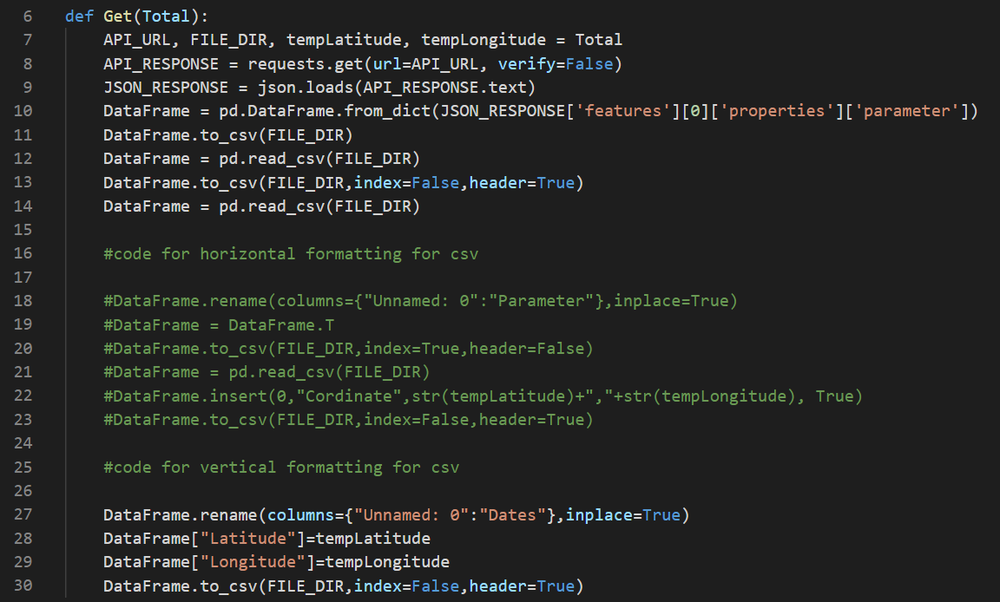 6 def Get(Total):
7 API_URL, FILE_DIR, tempLatitude, tempLongitude = Total
8 API_RESPONSE = requests.get(url=API_URL, verify=False)
9 JSON_RESPONSE = json.loads(API_RESPONSE.text)
10 DataFrame = pd.DataFrame.from_dict(JSON_RESPONSE['features'][0]['properties']['parameter'])
11 DataFrame.to_csv(FILE_DIR)
12 DataFrame = pd.read_csv(FILE_DIR)
13 DataFrame.to_csv(FILE_DIR,index=False,header=True)
14 DataFrame = pd.read_csv(FILE_DIR)
15
16 #code for horizontal formatting for csv
17
18 #DataFrame.rename(columns={"Unnamed: 0":"Parameter"},inplace=True)
19 #DataFrame = DataFrame.T
20 #DataFrame.to_csv(FILE_DIR,index=True,header=False)
21 #DataFrame = pd.read_csv(FILE_DIR)
22 #DataFrame.insert(0,"Cordinate",str(tempLatitude)+","+str(tempLongitude), True)
23 #DataFrame.to_csv(FILE_DIR,index=False,header=True)
24
25 #code for vertical formatting for csv
26
27 DataFrame.rename(columns={"Unnamed: 0":"Dates"},inplace=True)
28 DataFrame["Latitude"]=tempLatitude
29 DataFrame["Longitude"]=tempLongitude
30 DataFrame.to_csv(FILE_DIR,index=False,header=True)